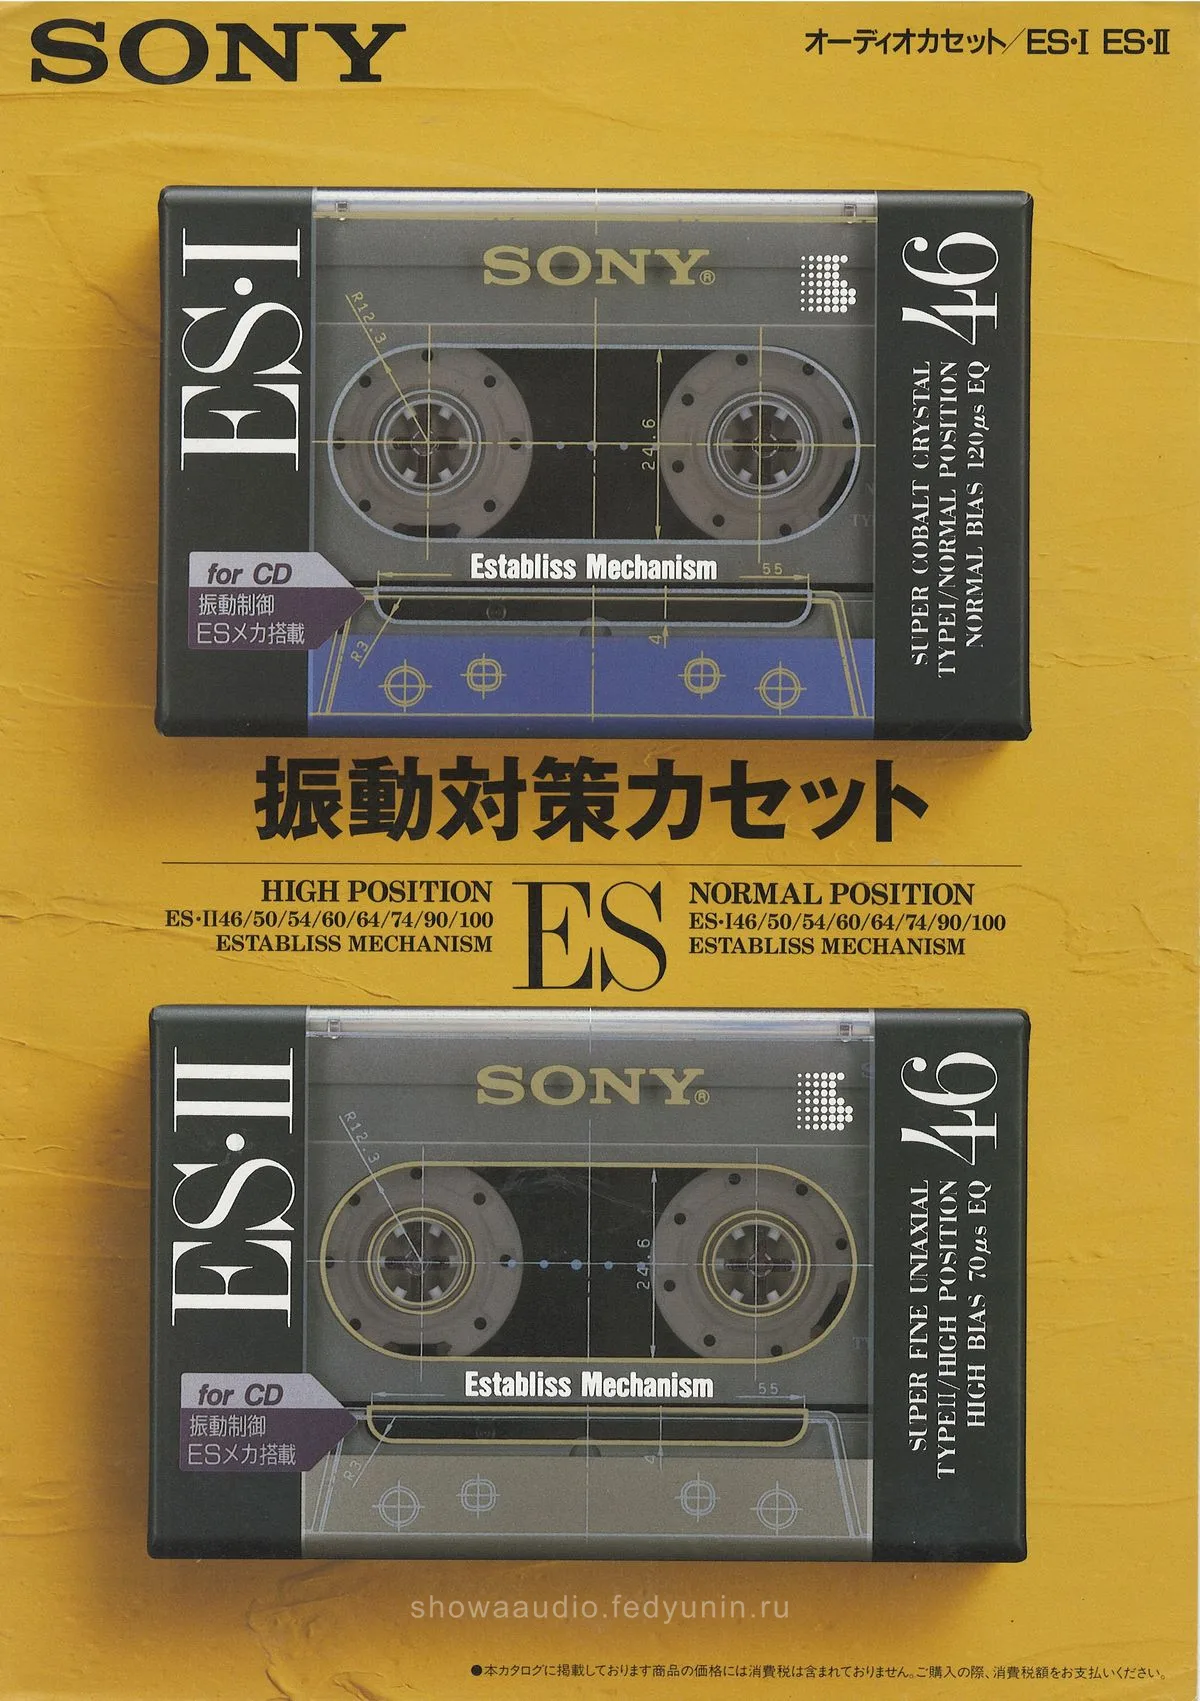 SONY
オーディオカセット/ES・I ES・II
ES・I
SONY®
R12.3
24.6
Establiss Mechanism
55
R3
4
for CD
振動制御
ESメカ搭載
46
SUPER COBALT CRYSTAL
TYPEI/NORMAL POSITION
NORMAL BIAS 120μs EQ
振動対策カセット
HIGH POSITION
ES・II46/50/54/60/64/74/90/100
ESTABLISS MECHANISM
ES
NORMAL POSITION
ES・I46/50/54/60/64/74/90/100
ESTABLISS MECHANISM
ES・II
SONY®
R12.3
24.6
Establiss Mechanism
55
R3
4
for CD
振動制御
ESメカ搭載
46
SUPER FINE UNIAXIAL
TYPEII/HIGH POSITION
HIGH BIAS 70μs EQ
showaaudio.fedyunin.ru
●本カタログに掲載しております商品の価格には消費税は含まれておりません。ご購入の際、消費税額をお支払いください。